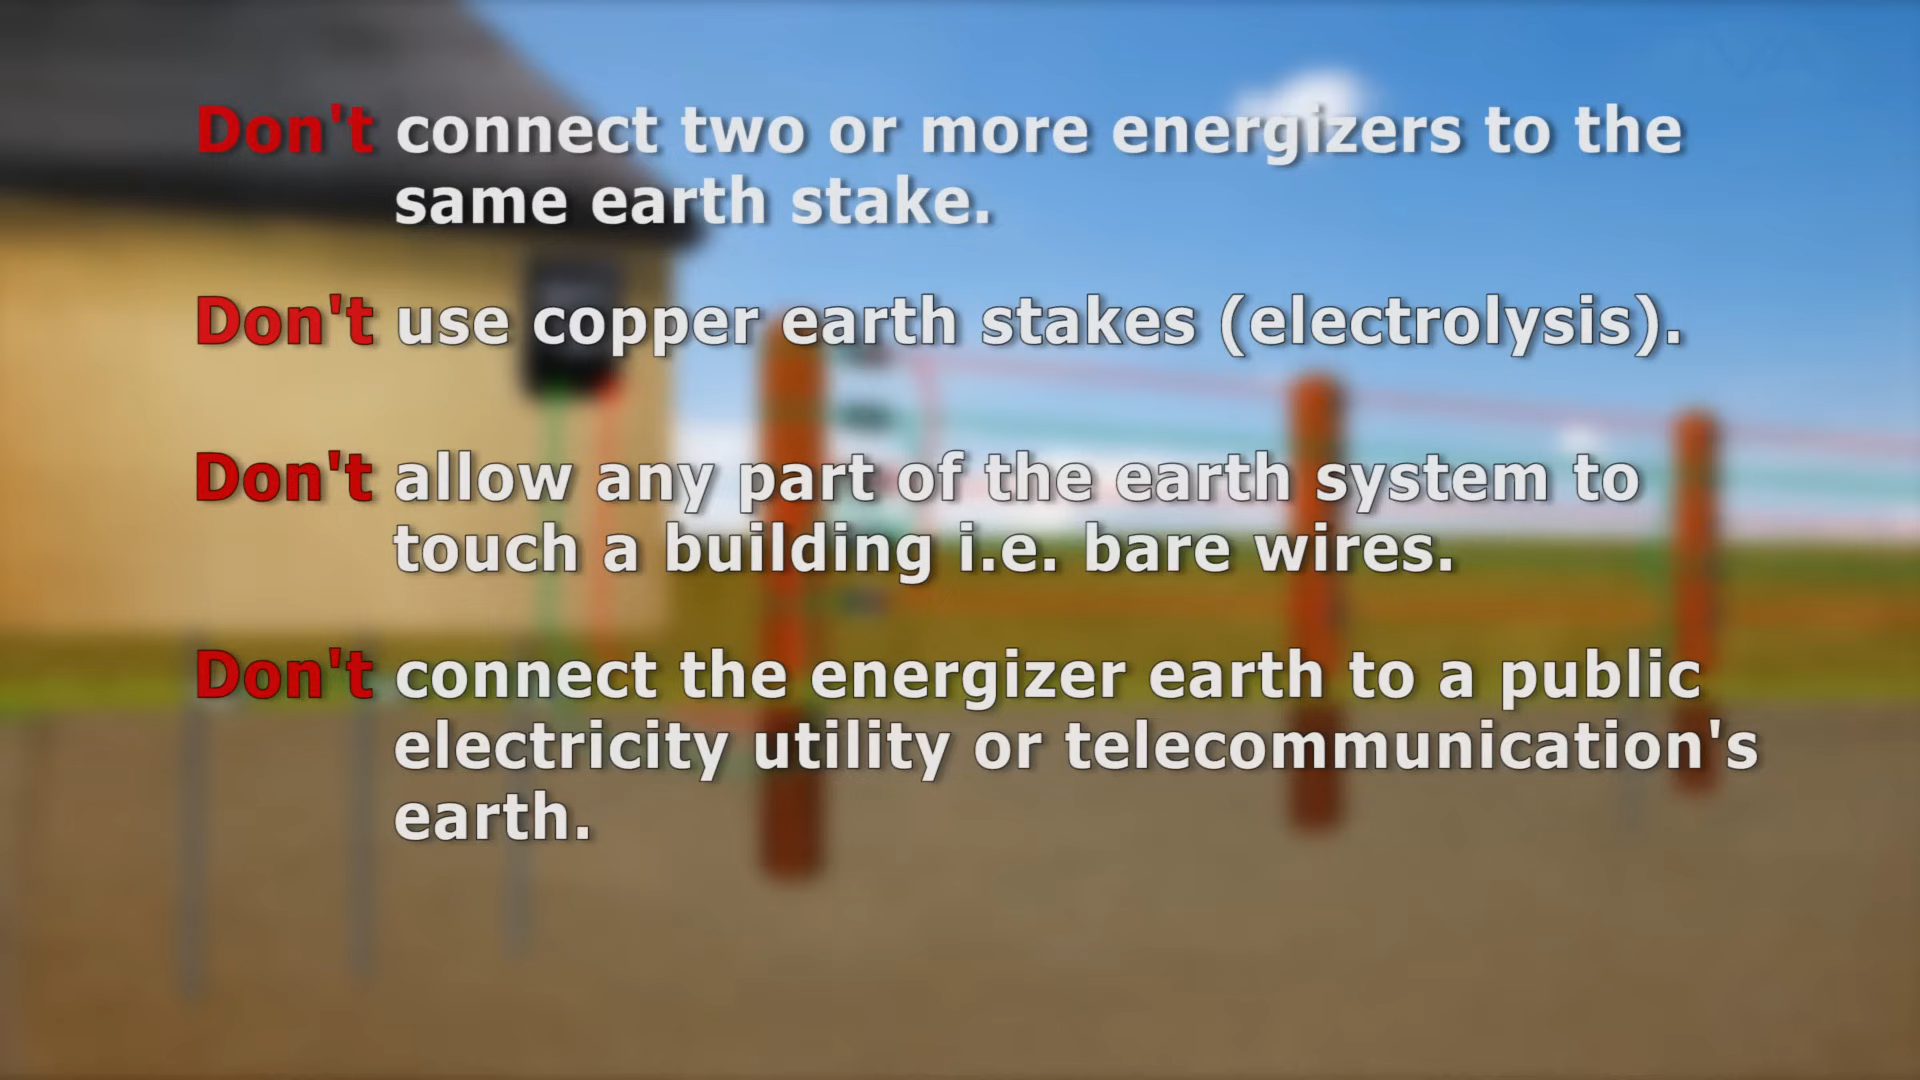 Don't connect two or more energizers to the
same earth stake.
Don't use copper earth stakes (electrolysis).
Don't allow any part of the earth system to
touch a building i.e. bare wires.
Don't connect the energizer earth to a public
electricity utility or telecommunication's
earth.